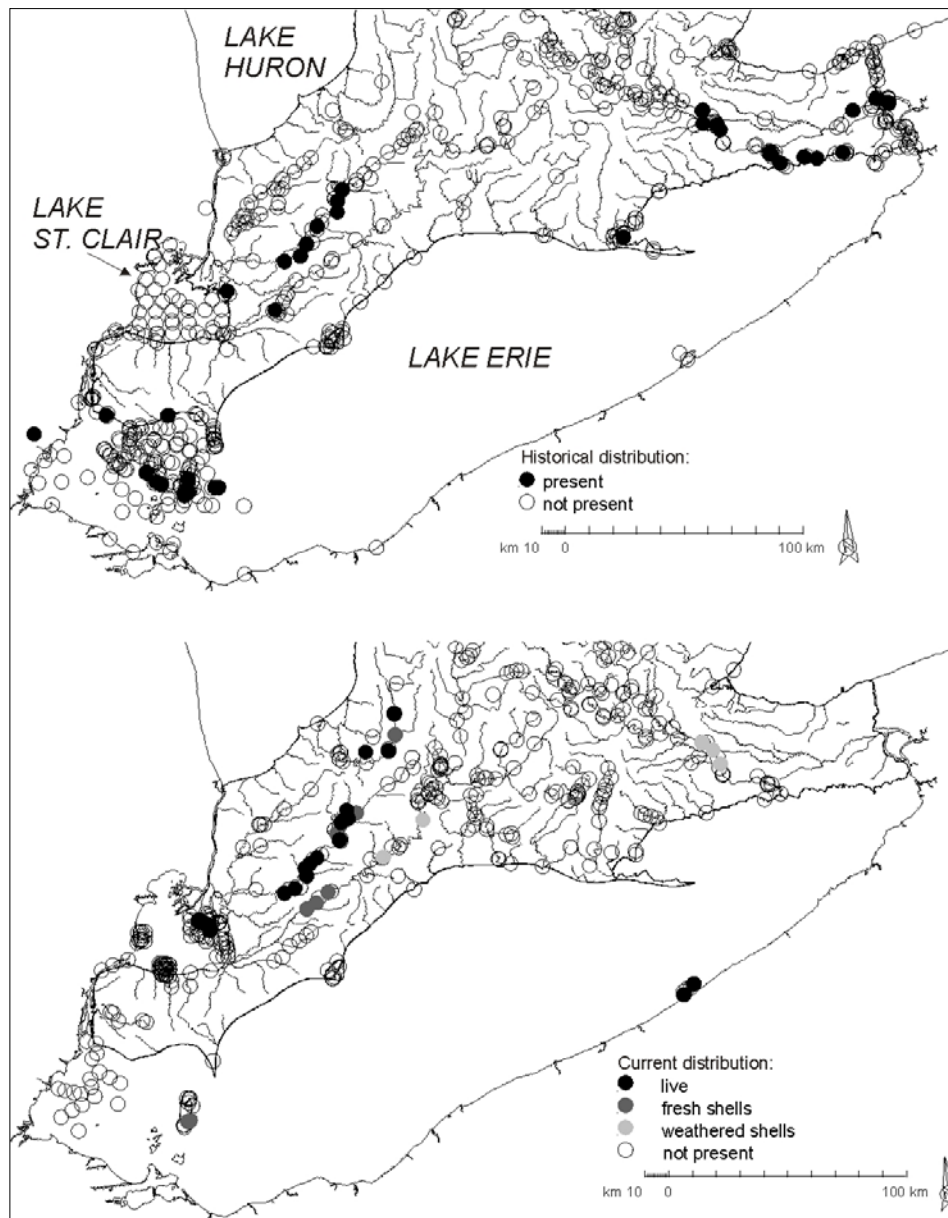 LAKE
HURON
LAKE
ST. CLAIR
LAKE ERIE
Historical distribution:
present
not present
km 10 0 100 km
Current distribution:
live
fresh shells
weathered shells
not present
km 10 0 100 km